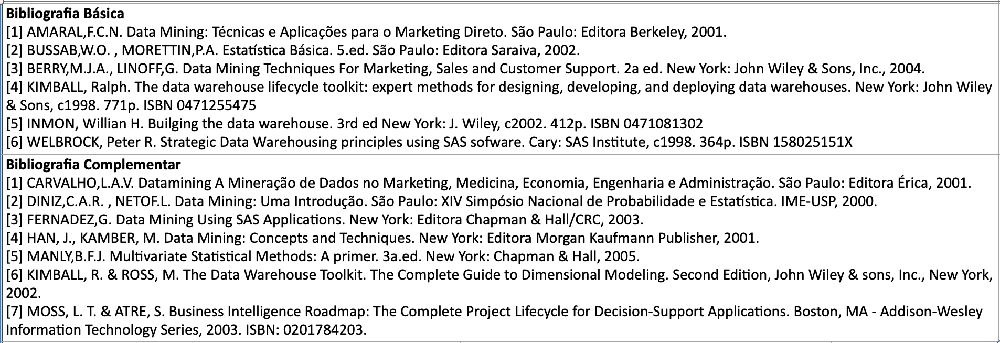 Bibliografia Básica
[1] AMARAL,F.C.N. Data Mining: Técnicas e Aplicações para o Marketing Direto. São Paulo: Editora Berkeley, 2001.
[2] BUSSAB,W.O. , MORETTIN,P.A. Estatística Básica. 5.ed. São Paulo: Editora Saraiva, 2002.
[3] BERRY,M.J.A., LINOFF,G. Data Mining Techniques For Marketing, Sales and Customer Support. 2a ed. New York: John Wiley & Sons, Inc., 2004.
[4] KIMBALL, Ralph. The data warehouse lifecycle toolkit: expert methods for designing, developing, and deploying data warehouses. New York: John Wiley
& Sons, c1998. 771p. ISBN 0471255475
[5] INMON, Willian H. Builging the data warehouse. 3rd ed New York: J. Wiley, c2002. 412p. ISBN 0471081302
[6] WELBROCK, Peter R. Strategic Data Warehousing principles using SAS sofware. Cary: SAS Institute, c1998. 364p. ISBN 158025151X
Bibliografia Complementar
[1] CARVALHO,L.A.V. Datamining A Mineração de Dados no Marketing, Medicina, Economia, Engenharia e Administração. São Paulo: Editora Érica, 2001.
[2] DINIZ,C.A.R. , NETOF.L. Data Mining: Uma Introdução. São Paulo: XIV Simpósio Nacional de Probabilidade e Estatística. IME-USP, 2000.
[3] FERNADEZ,G. Data Mining Using SAS Applications. New York: Editora Chapman & Hall/CRC, 2003.
[4] HAN, J., KAMBER, M. Data Mining: Concepts and Techniques. New York: Editora Morgan Kaufmann Publisher, 2001.
[5] MANLY,B.F.J. Multivariate Statistical Methods: A primer. 3a.ed. New York: Chapman & Hall, 2005.
[6] KIMBALL, R. & ROSS, M. The Data Warehouse Toolkit. The Complete Guide to Dimensional Modeling. Second Edition, John Wiley & sons, Inc., New York,
2002.
[7] MOSS, L. T. & ATRE, S. Business Intelligence Roadmap: The Complete Project Lifecycle for Decision-Support Applications. Boston, MA - Addison-Wesley
Information Technology Series, 2003. ISBN: 0201784203.